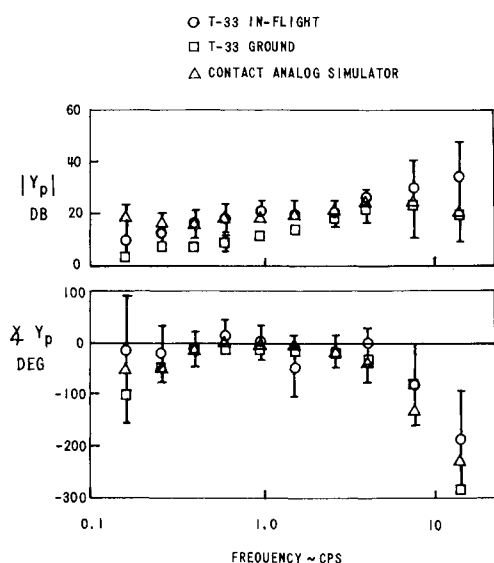 ○ T-33 IN-FLIGHT
□ T-33 GROUND
△ CONTACT ANALOG SIMULATOR
60
40
|Yp|
DB
20
0
100
0
∡ Yp
DEG
-100
-200
-300
0.1
1.0
10
FREQUENCY ~ CPS